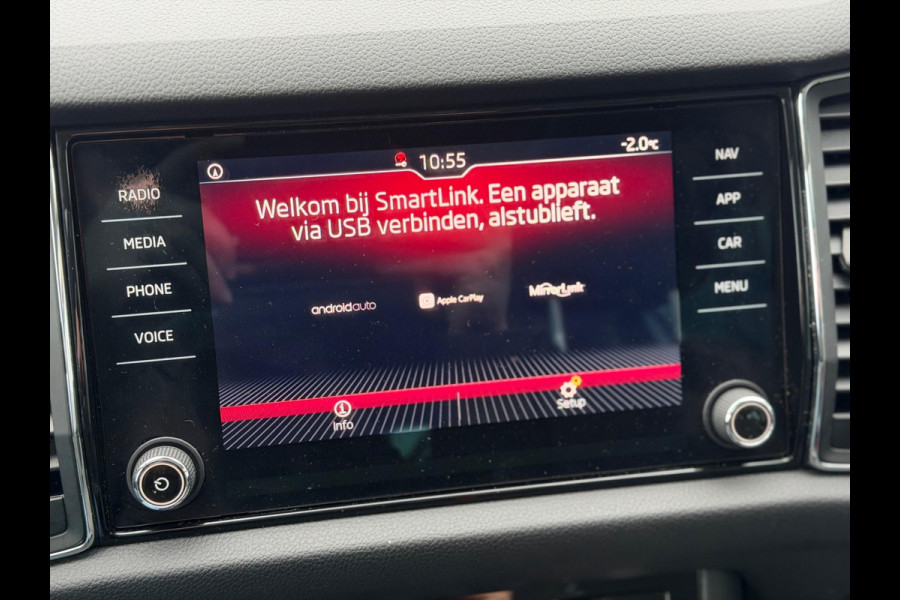 10:55
-2.0°C
Welkom bij SmartLink. Een apparaat
via USB verbinden, alstublieft.
androidauto
Apple CarPlay
MirrorLink
Info
Setup
RADIO
MEDIA
PHONE
VOICE
NAV
APP
CAR
MENU